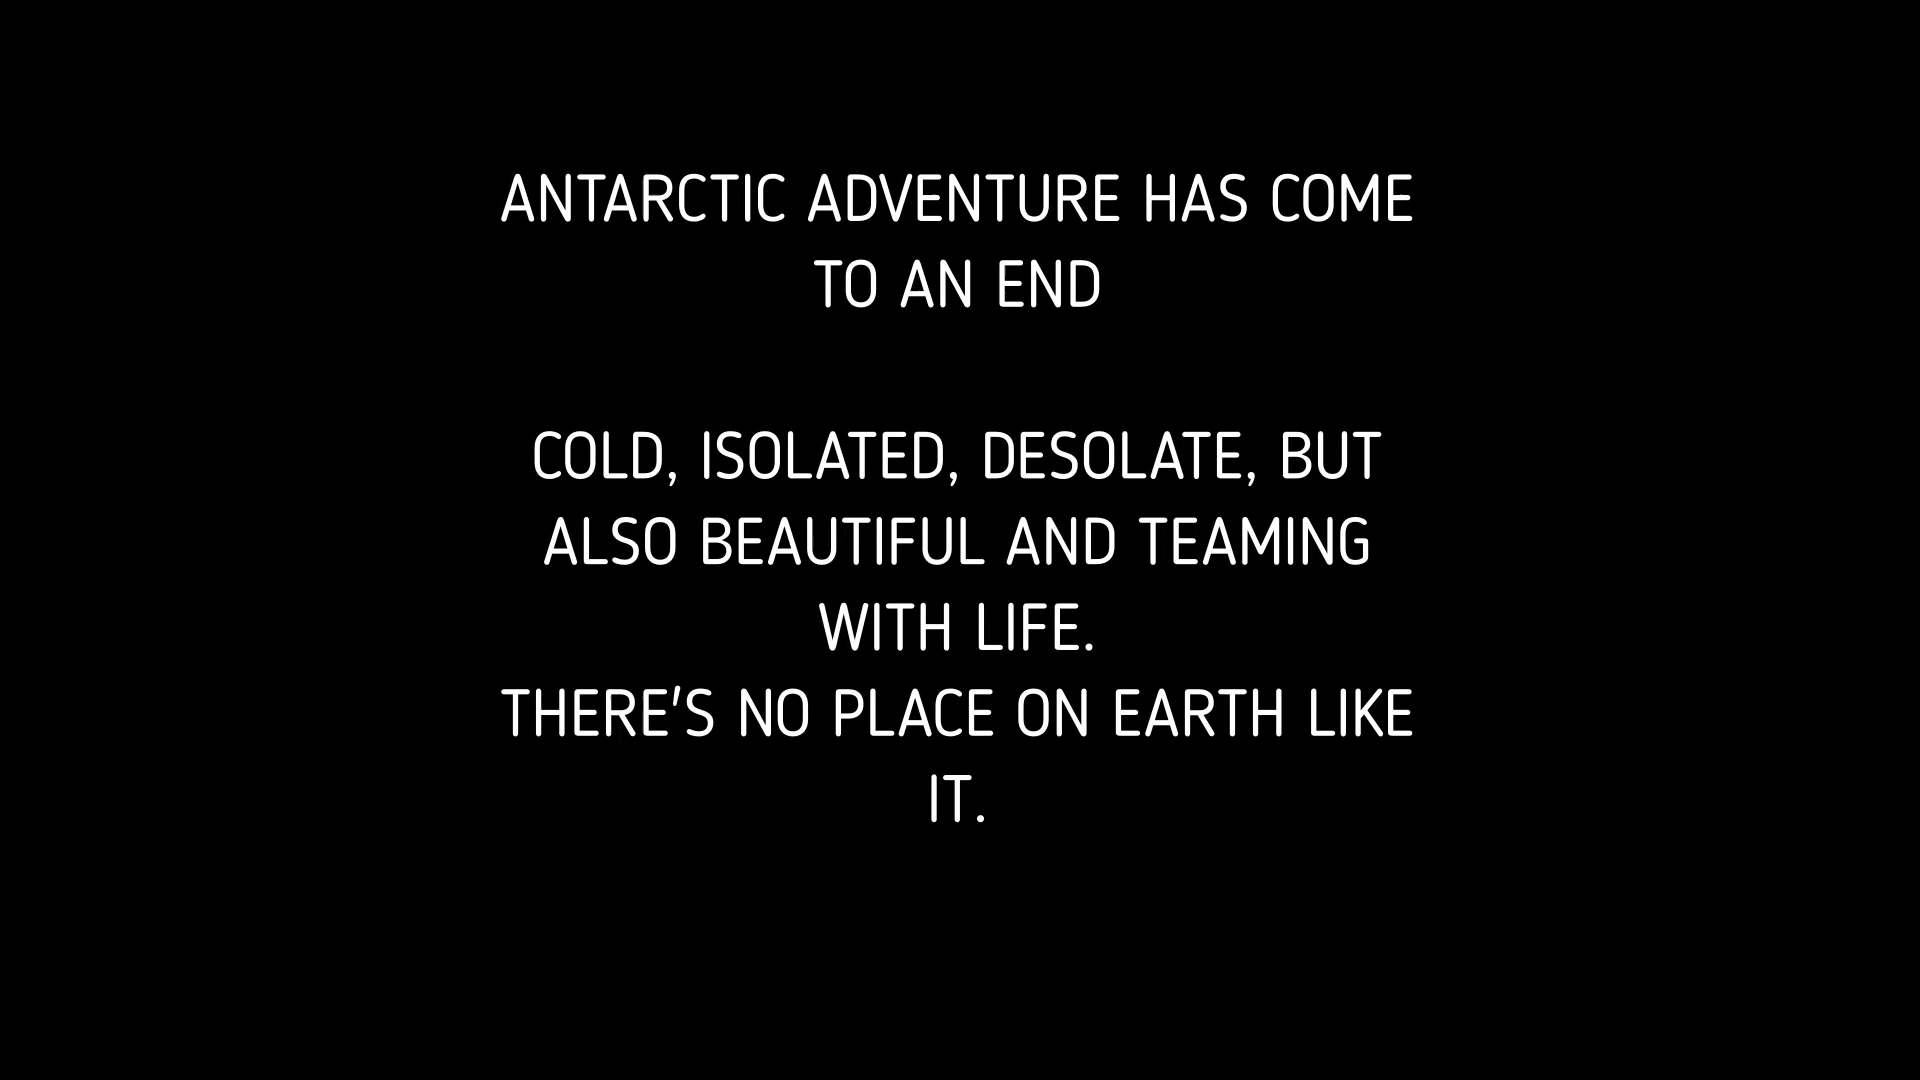 ANTARCTIC ADVENTURE HAS COME
TO AN END
COLD, ISOLATED, DESOLATE, BUT
ALSO BEAUTIFUL AND TEAMING
WITH LIFE.
THERE'S NO PLACE ON EARTH LIKE
IT.